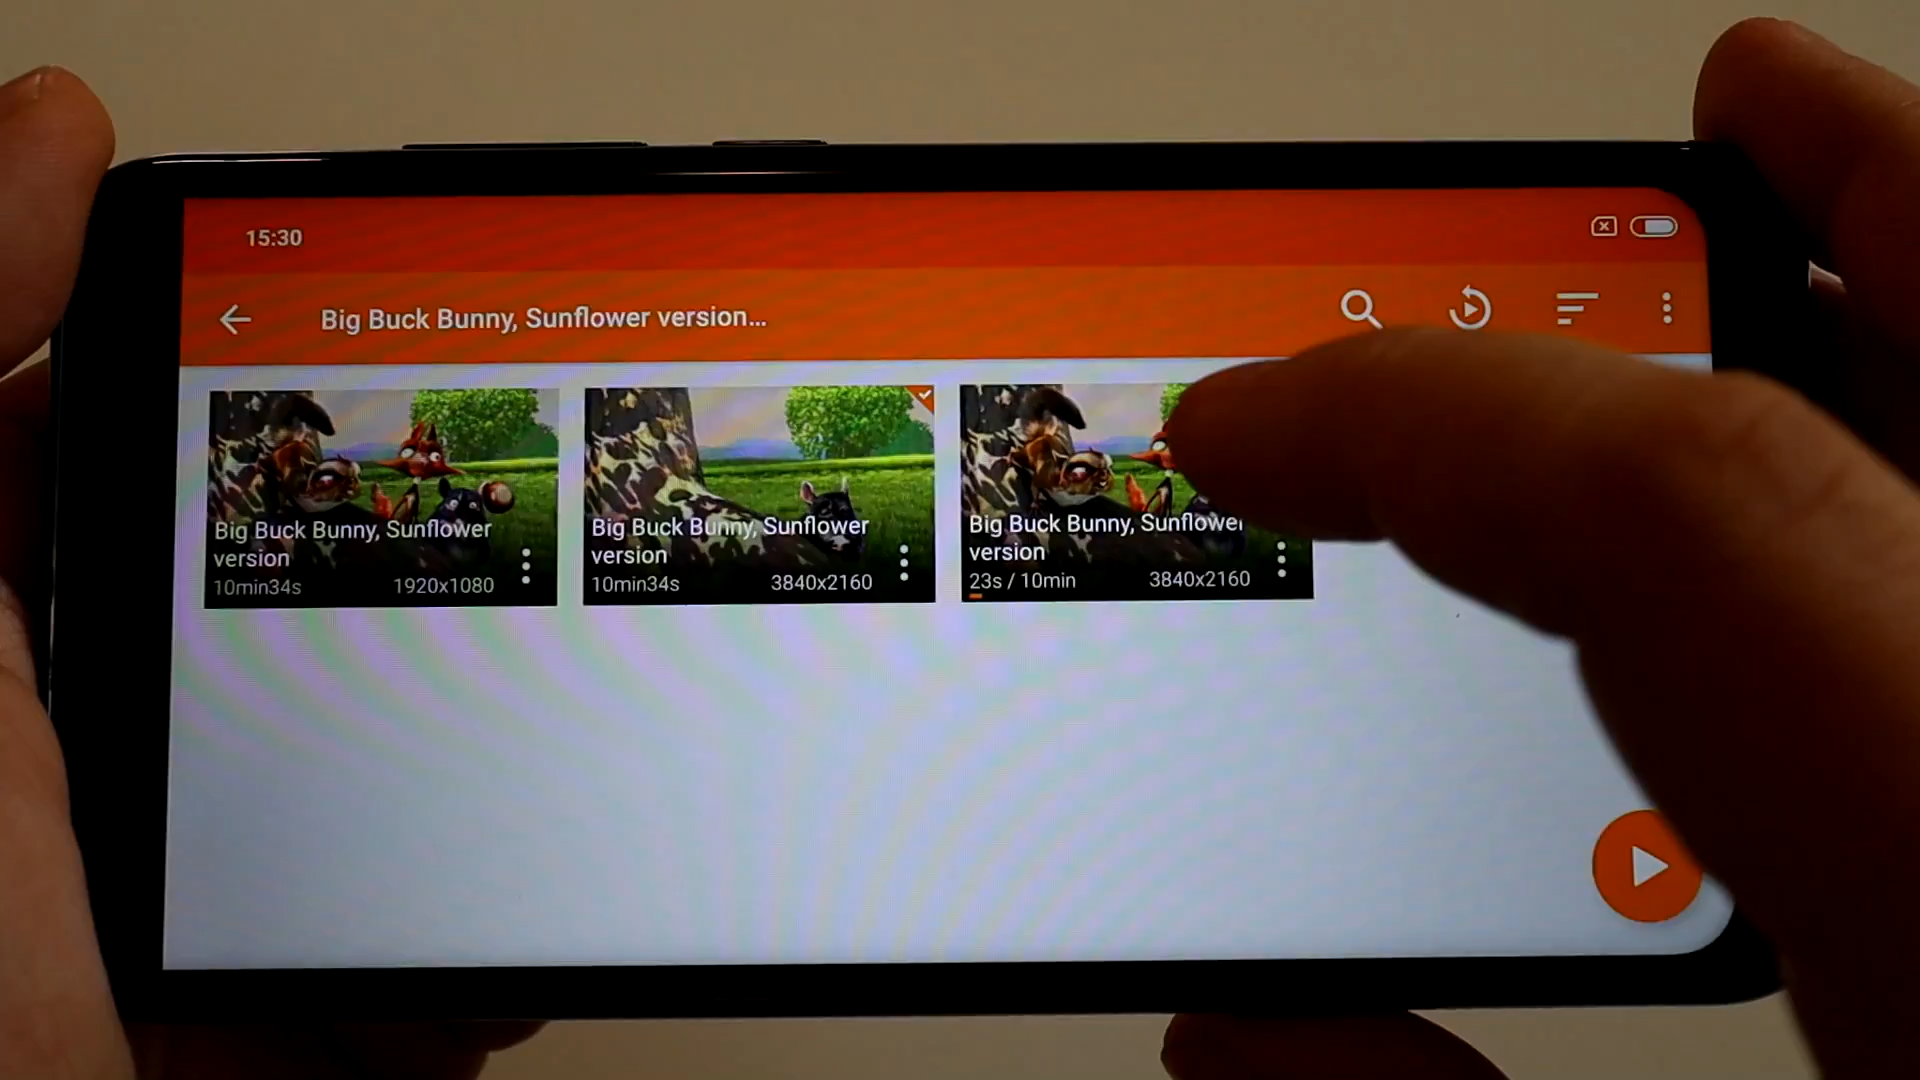 15:30
Big Buck Bunny, Sunflower version...
Big Buck Bunny, Sunflower
version
10min34s 1920x1080
Big Buck Bunny, Sunflower
version
10min34s 3840x2160
Big Buck Bunny, Sunflower
version
23s / 10min 3840x2160